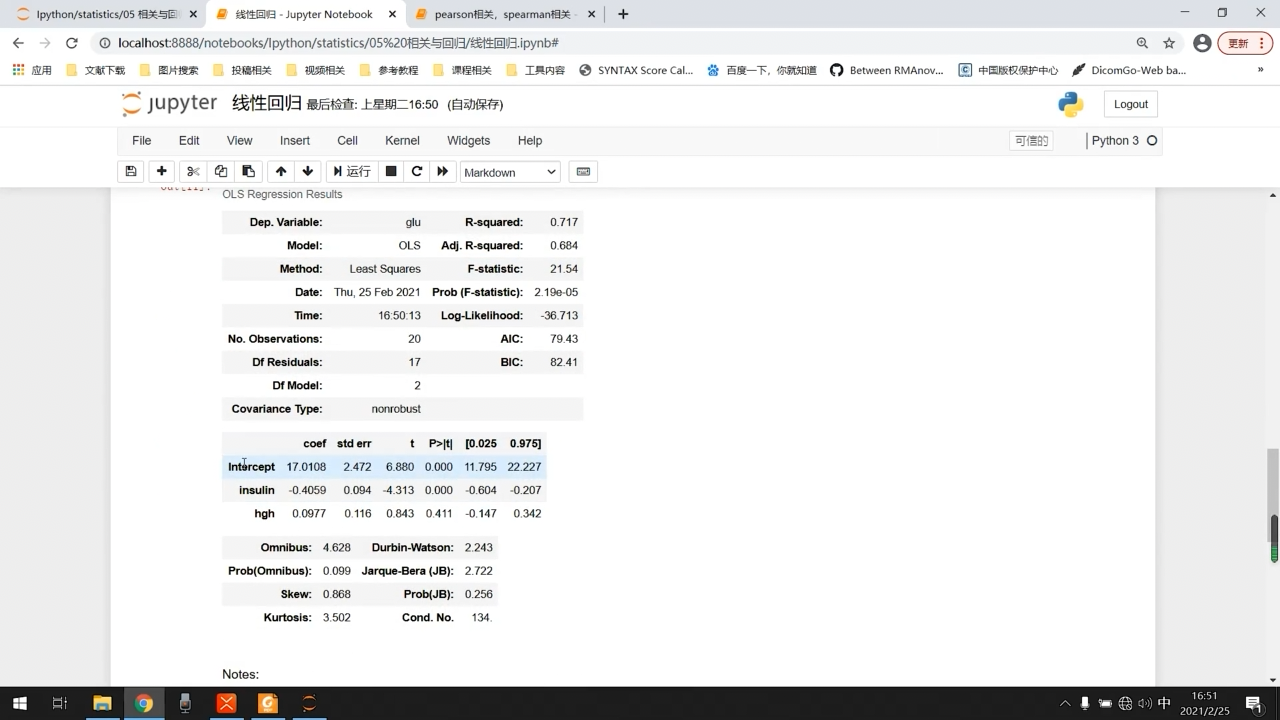 Ipython/statistics/05 相关与回
线性回归 - Jupyter Notebook
pearson相关，spearman相关 -
localhost:8888/notebooks/Ipython/statistics/05%20相关与回归/线性回归.ipynb#
更新
应用 文献下载 图片搜索 投稿相关 视频相关 参考教程 课程相关 工具内容 SYNTAX Score Cal... 百度一下，你就知道 Between RMAnov... 中国版权保护中心 DicomGo-Web ba... »
jupyter 线性回归 最后检查: 上星期二16:50 (自动保存)
Logout
File Edit View Insert Cell Kernel Widgets Help
可信的 Python 3
运行 Markdown
OLS Regression Results
Dep. Variable: glu R-squared: 0.717
Model: OLS Adj. R-squared: 0.684
Method: Least Squares F-statistic: 21.54
Date: Thu, 25 Feb 2021 Prob (F-statistic): 2.19e-05
Time: 16:50:13 Log-Likelihood: -36.713
No. Observations: 20 AIC: 79.43
Df Residuals: 17 BIC: 82.41
Df Model: 2
Covariance Type: nonrobust
coef std err t P>|t| [0.025 0.975]
Intercept 17.0108 2.472 6.880 0.000 11.795 22.227
insulin -0.4059 0.094 -4.313 0.000 -0.604 -0.207
hgh 0.0977 0.116 0.843 0.411 -0.147 0.342
Omnibus: 4.628 Durbin-Watson: 2.243
Prob(Omnibus): 0.099 Jarque-Bera (JB): 2.722
Skew: 0.868 Prob(JB): 0.256
Kurtosis: 3.502 Cond. No. 134.
Notes:
中
16:51
2021/2/25